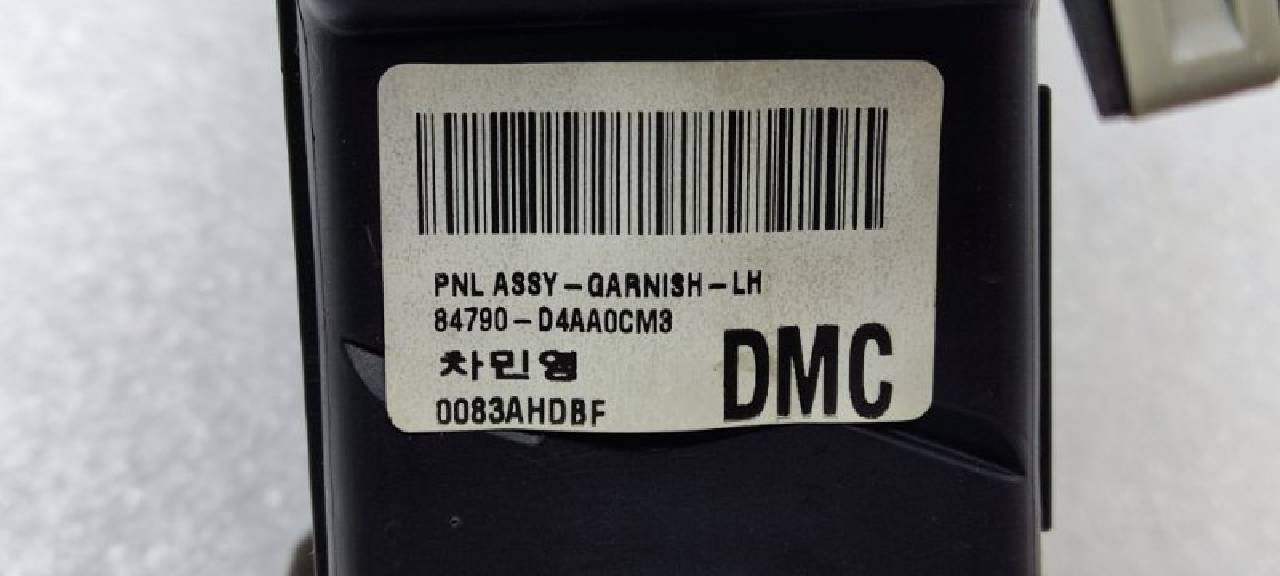 PNL ASSY-GARNISH-LH
84790-D4AA0CM3
차민영
DMC
0083AHDBF